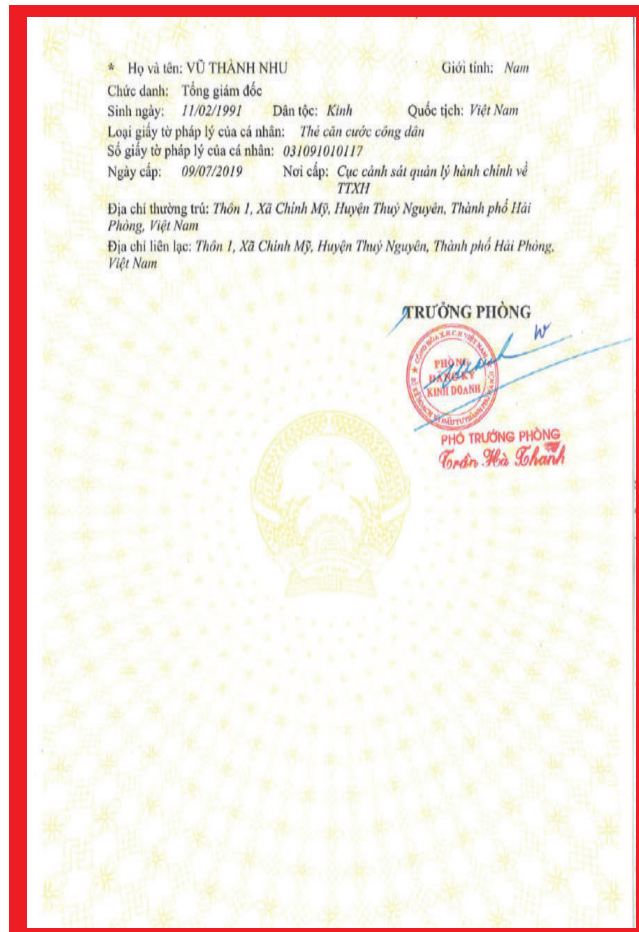 * Họ và tên: VŨ THÀNH NHU Giới tính: Nam
Chức danh: Tổng giám đốc
Sinh ngày: 11/02/1991 Dân tộc: Kinh Quốc tịch: Việt Nam
Loại giấy tờ pháp lý của cá nhân: Thẻ căn cước công dân
Số giấy tờ pháp lý của cá nhân: 031091010117
Ngày cấp: 09/07/2019 Nơi cấp: Cục cảnh sát quản lý hành chính về
TTXH
Địa chỉ thường trú: Thôn 1, Xã Chính Mỹ, Huyện Thuỷ Nguyên, Thành phố Hải
Phòng, Việt Nam
Địa chỉ liên lạc: Thôn 1, Xã Chính Mỹ, Huyện Thuỷ Nguyên, Thành phố Hải Phòng,
Việt Nam
TRƯỞNG PHÒNG
PHÒNG
ĐĂNG KÝ
KINH DOANH
PHÓ TRƯỞNG PHÒNG
Trần Hà Thanh